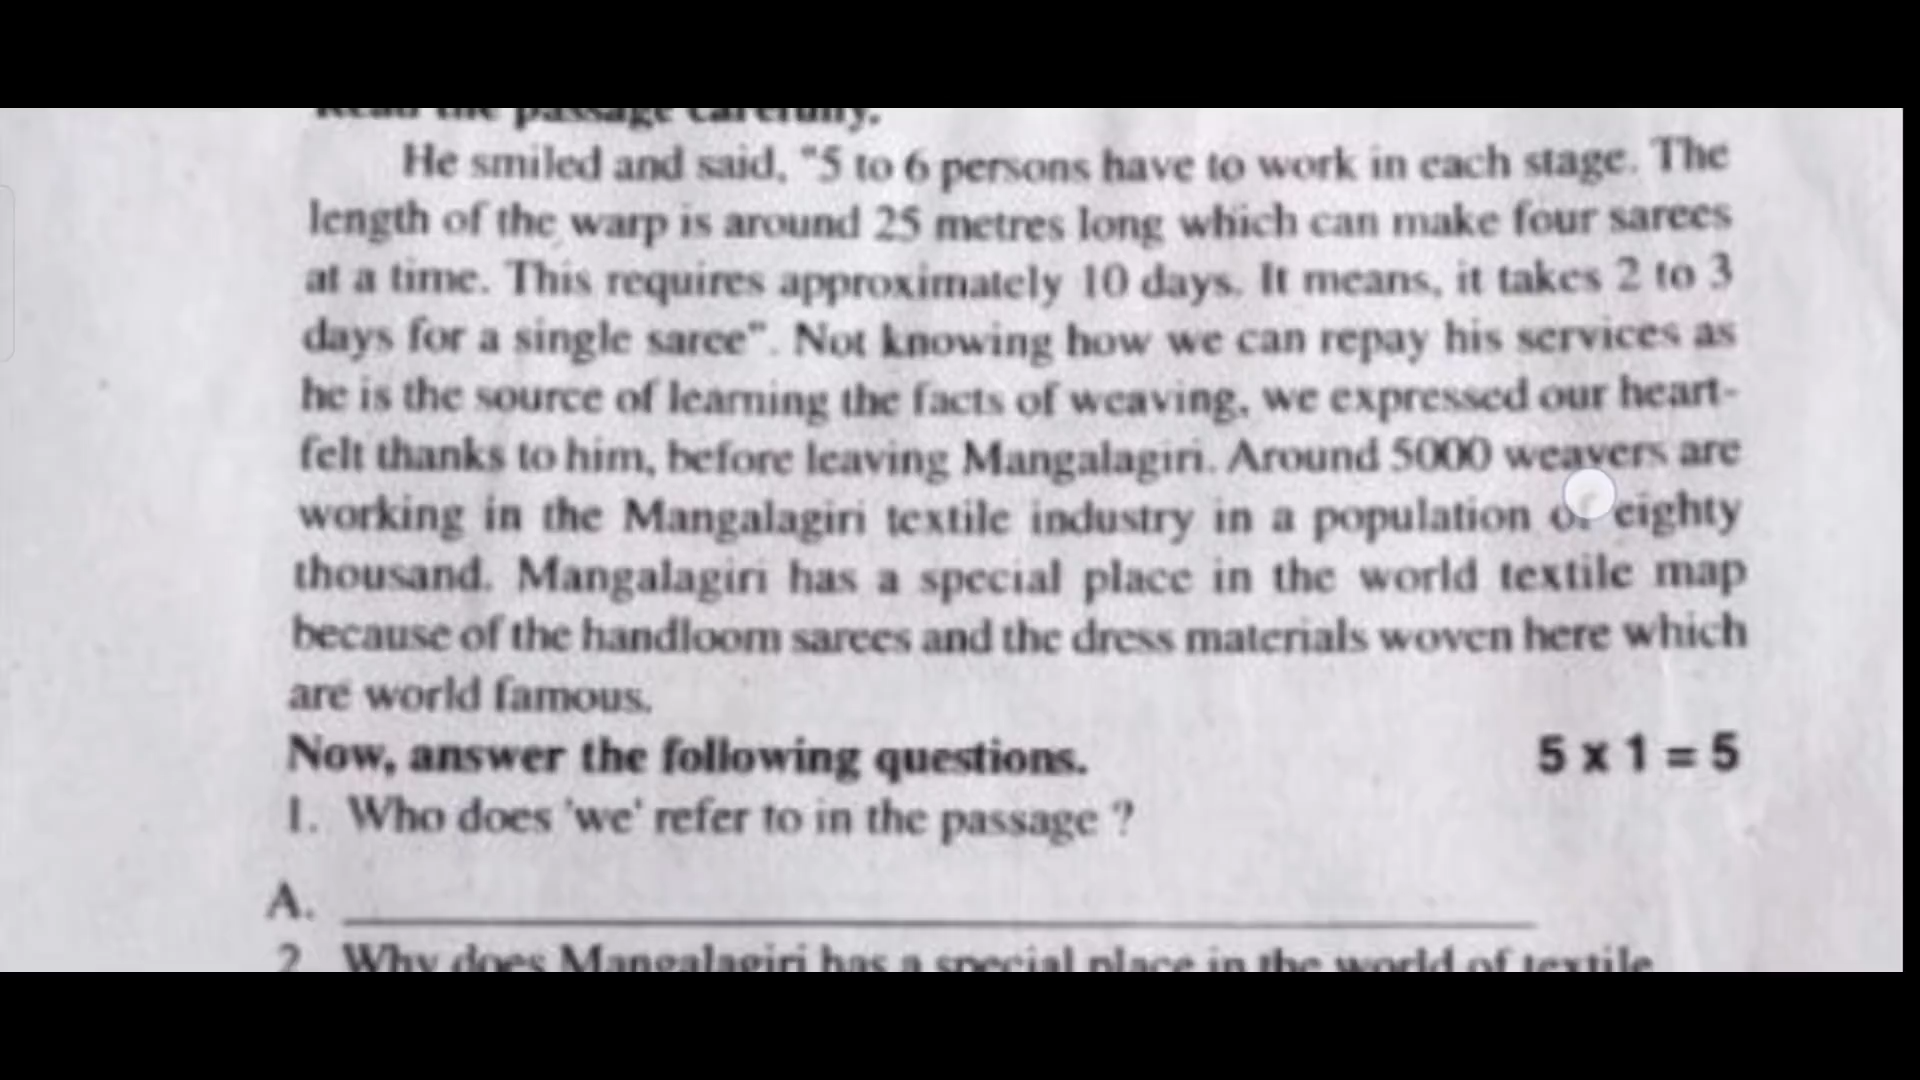 Read the passage carefully.
He smiled and said, "5 to 6 persons have to work in each stage. The
length of the warp is around 25 metres long which can make four sarees
at a time. This requires approximately 10 days. It means, it takes 2 to 3
days for a single saree". Not knowing how we can repay his services as
he is the source of learning the facts of weaving, we expressed our heart-
felt thanks to him, before leaving Mangalagiri. Around 5000 weavers are
working in the Mangalagiri textile industry in a population of eighty
thousand. Mangalagiri has a special place in the world textile map
because of the handloom sarees and the dress materials woven here which
are world famous.
Now, answer the following questions. 5 x 1 = 5
1. Who does 'we' refer to in the passage ?
A.
2. Why does Mangalagiri has a special place in the world of textile